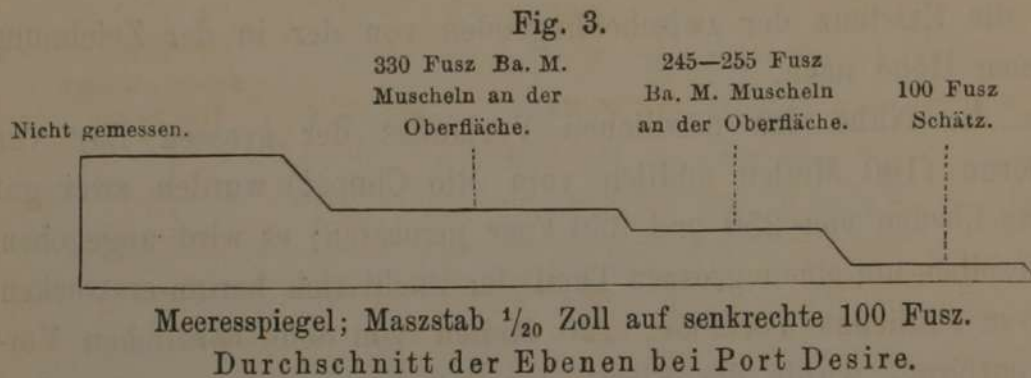 Fig. 3.
Nicht gemessen.
330 Fusz Ba. M.
Muscheln an der
Oberfläche.
245—255 Fusz
Ba. M. Muscheln
an der Oberfläche.
100 Fusz
Schätz.
Meeresspiegel; Maszstab 1/20 Zoll auf senkrechte 100 Fusz.
Durchschnitt der Ebenen bei Port Desire.